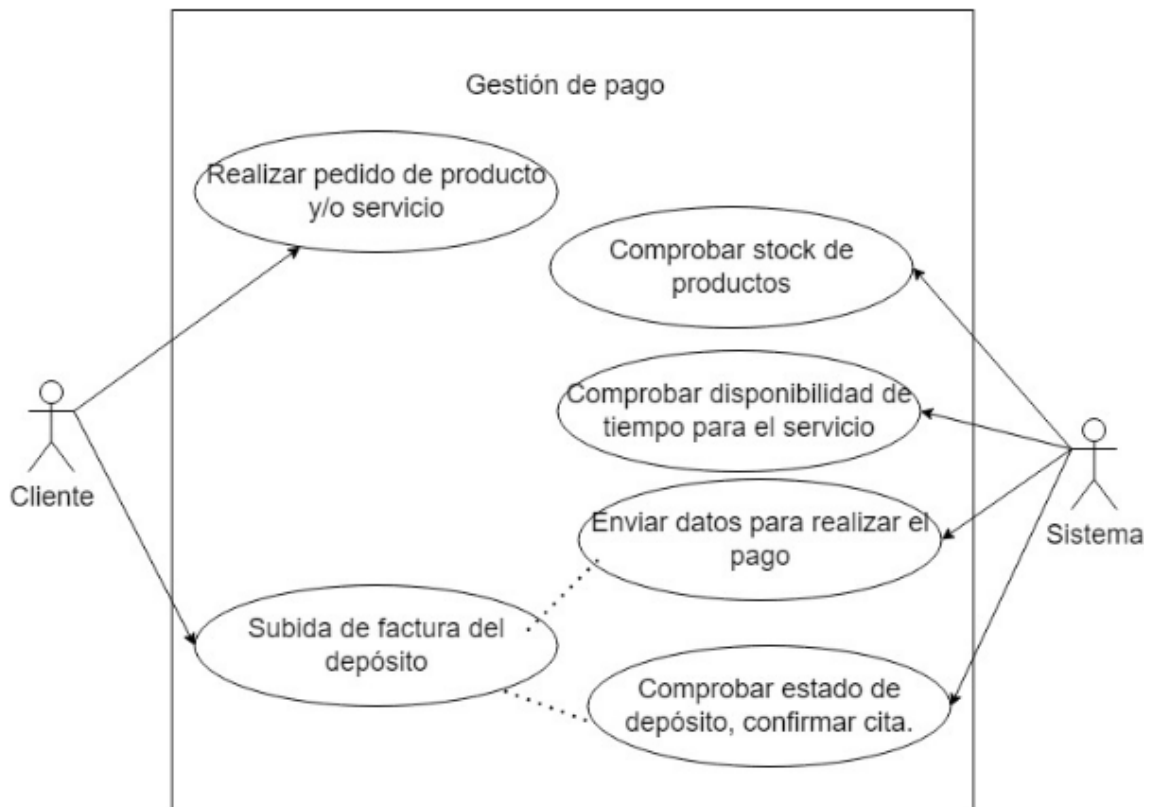 Gestión de pago
Realizar pedido de producto
y/o servicio
Comprobar stock de
productos
Comprobar disponibilidad de
tiempo para el servicio
Cliente
Enviar datos para realizar el
pago
Sistema
Subida de factura del
depósito
Comprobar estado de
depósito, confirmar cita.